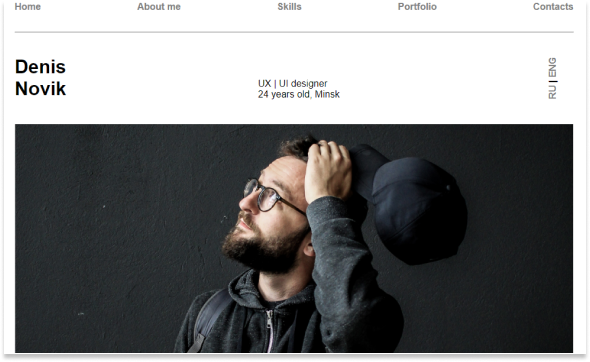 Home About me Skills Portfolio Contacts
Denis
Novik
UX | UI designer
24 years old, Minsk
RU | ENG